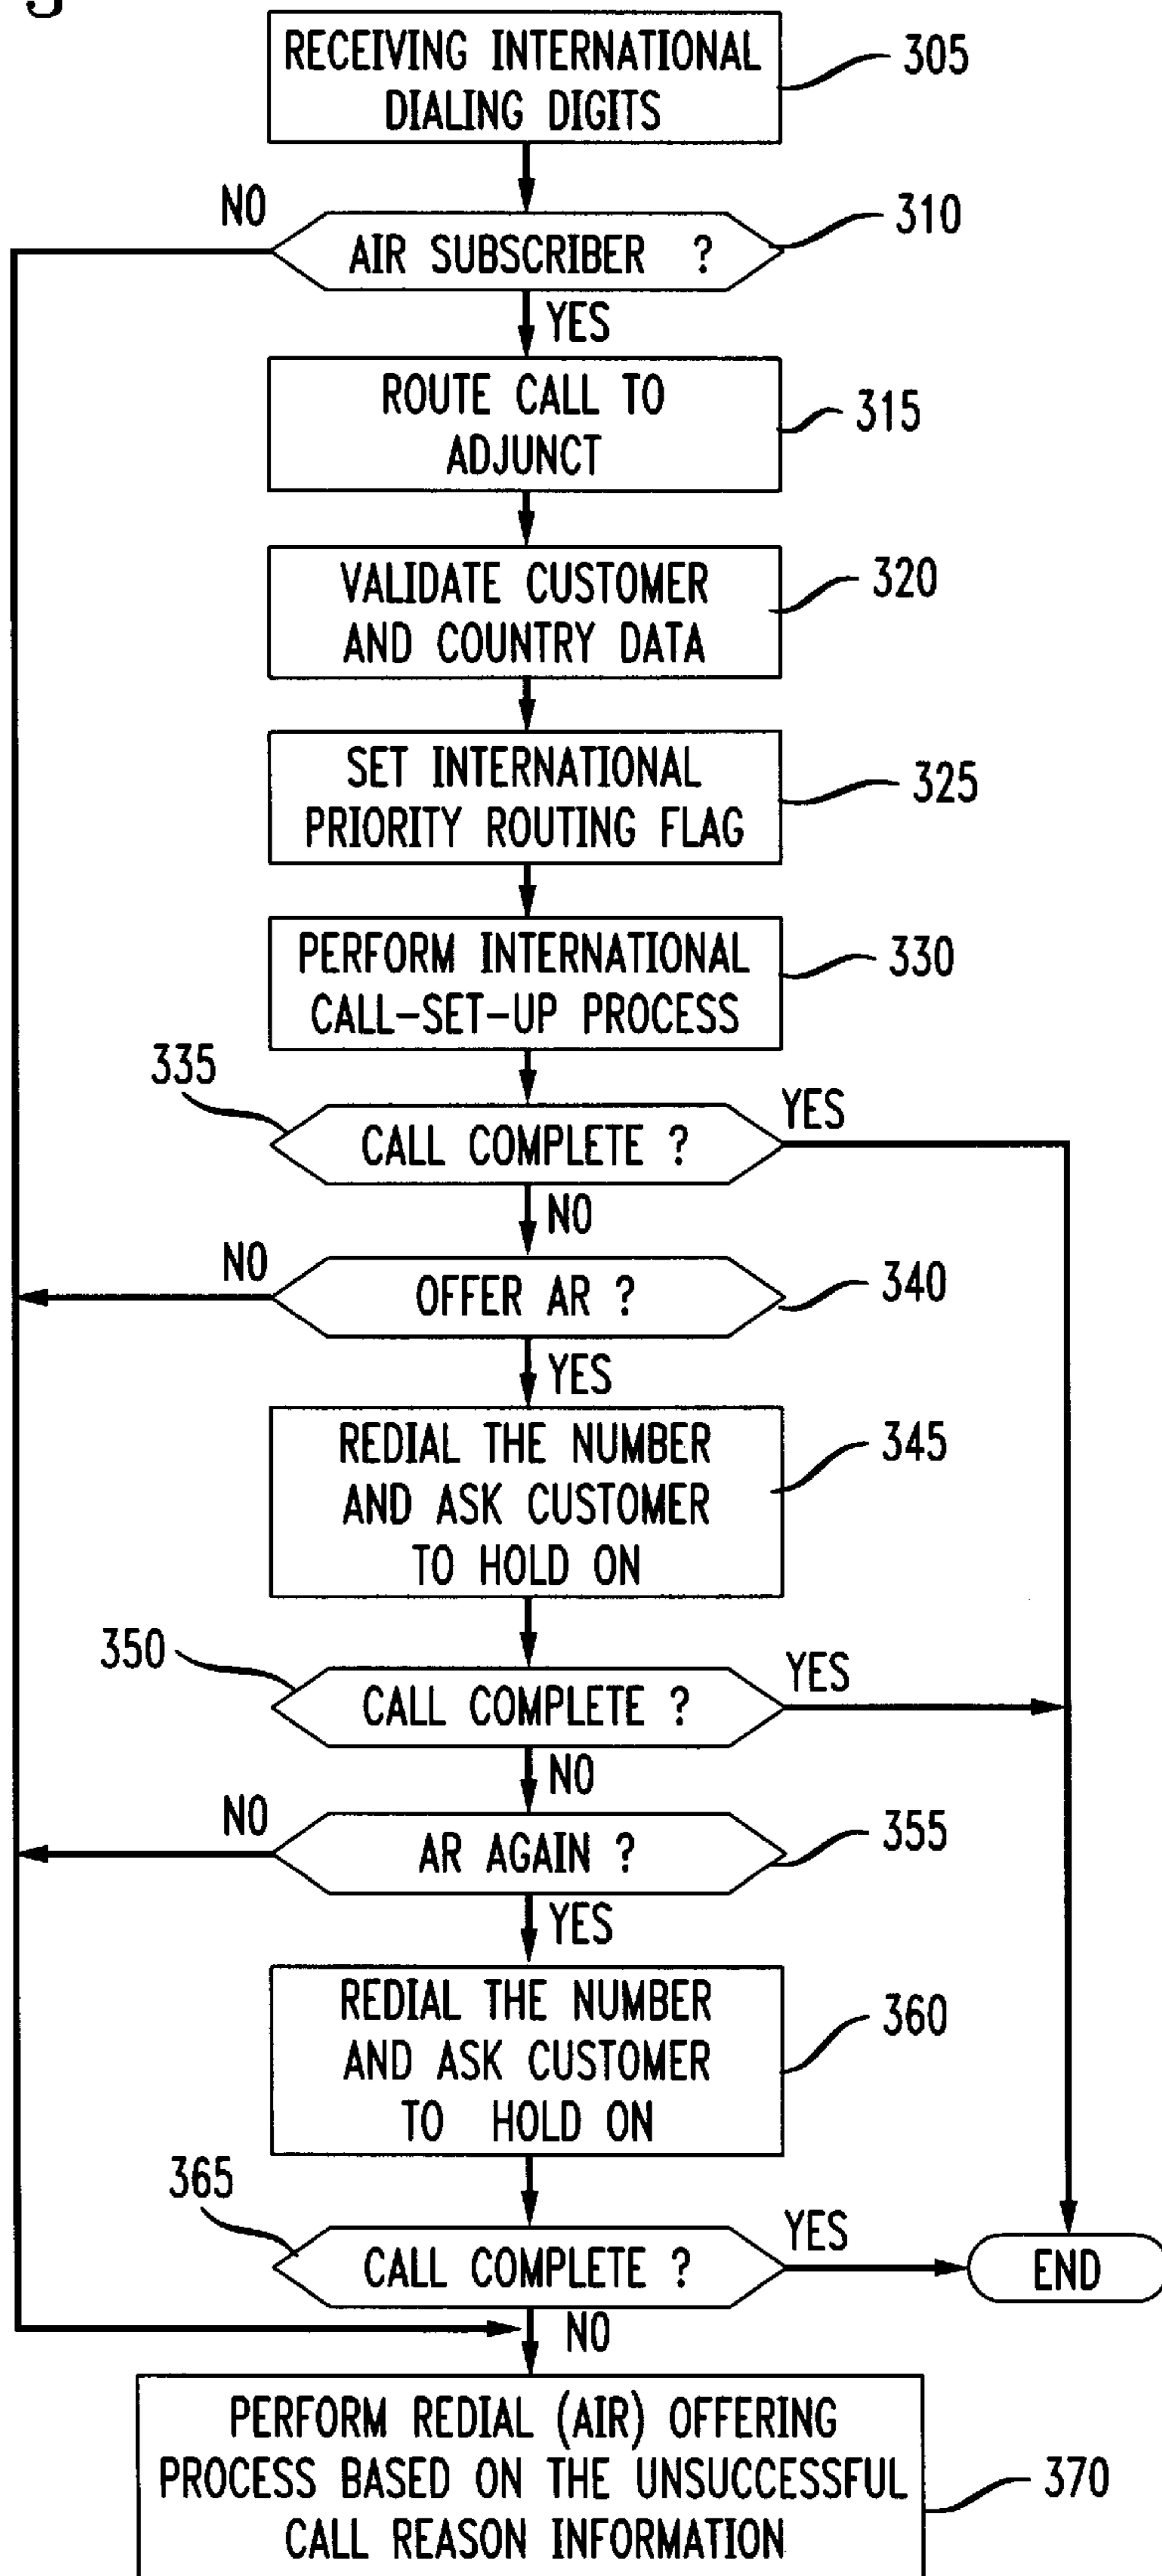 RECEIVING INTERNATIONAL
DIALING DIGITS
305
NO
AIR SUBSCRIBER ?
310
YES
ROUTE CALL TO
ADJUNCT
315
VALIDATE CUSTOMER
AND COUNTRY DATA
320
SET INTERNATIONAL
PRIORITY ROUTING FLAG
325
PERFORM INTERNATIONAL
CALL-SET-UP PROCESS
330
335
CALL COMPLETE ?
YES
NO
NO
OFFER AR ?
340
YES
REDIAL THE NUMBER
AND ASK CUSTOMER
TO HOLD ON
345
350
CALL COMPLETE ?
YES
NO
NO
AR AGAIN ?
355
YES
REDIAL THE NUMBER
AND ASK CUSTOMER
TO HOLD ON
360
365
CALL COMPLETE ?
YES
END
NO
PERFORM REDIAL (AIR) OFFERING
PROCESS BASED ON THE UNSUCCESSFUL
CALL REASON INFORMATION
370